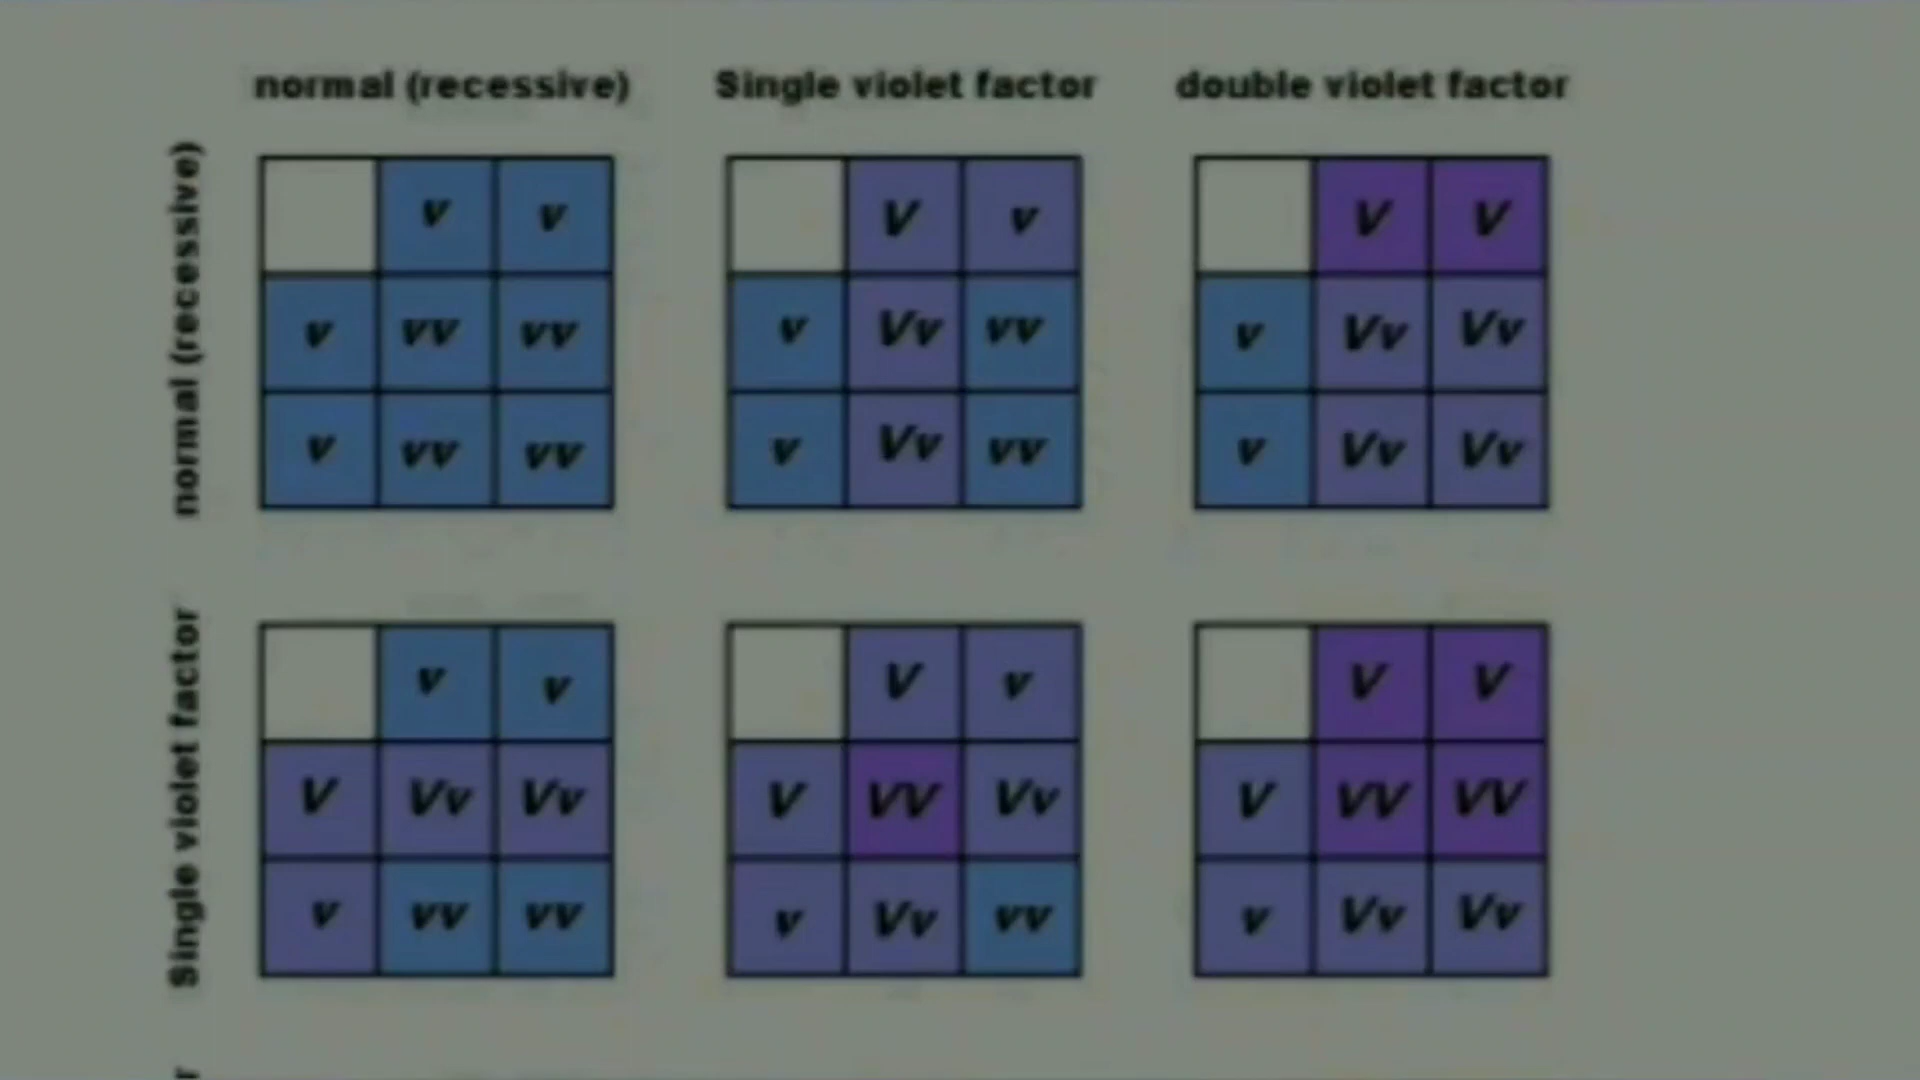 normal (recessive) Single violet factor double violet factor
normal (recessive)
v v V v V V
v vv vv v Vv vv v Vv Vv
v vv vv v Vv vv v Vv Vv
Single violet factor
v v V v V V
V Vv Vv V VV Vv V VV VV
v vv vv v Vv vv v Vv Vv
r